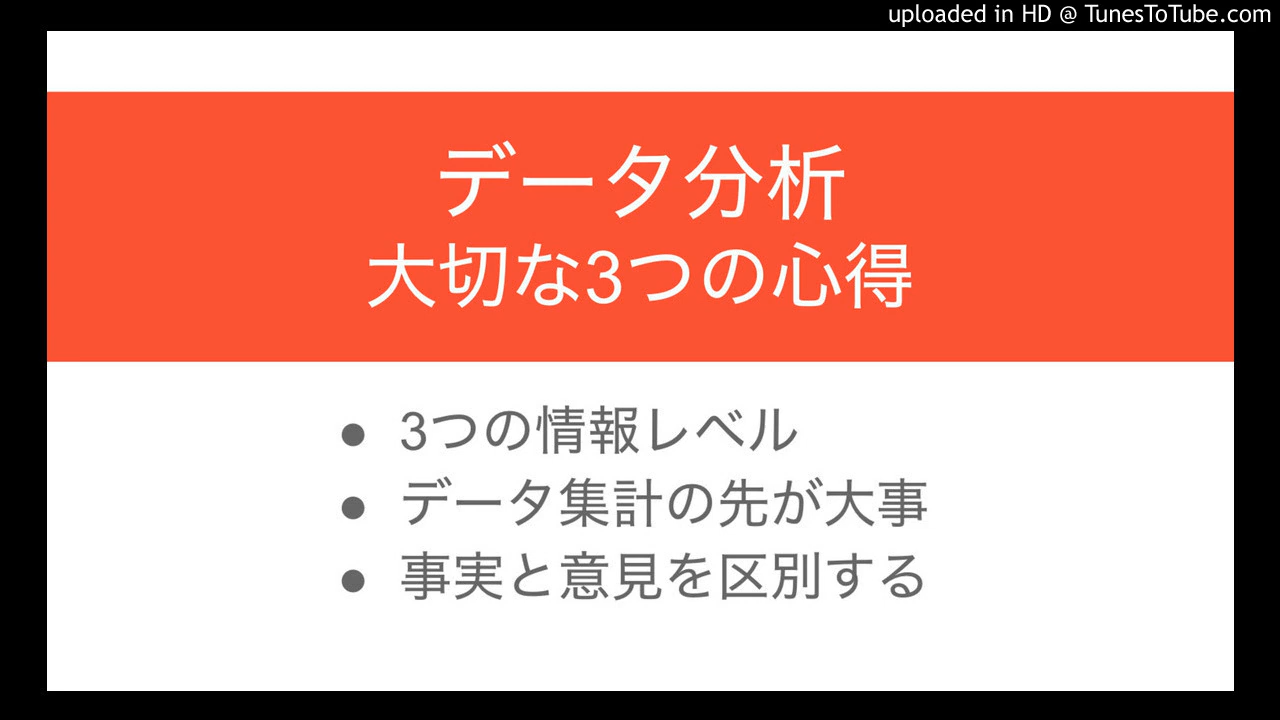 uploaded in HD @ TunesToTube.com
データ分析
大切な3つの心得
● 3つの情報レベル
● データ集計の先が大事
● 事実と意見を区別する